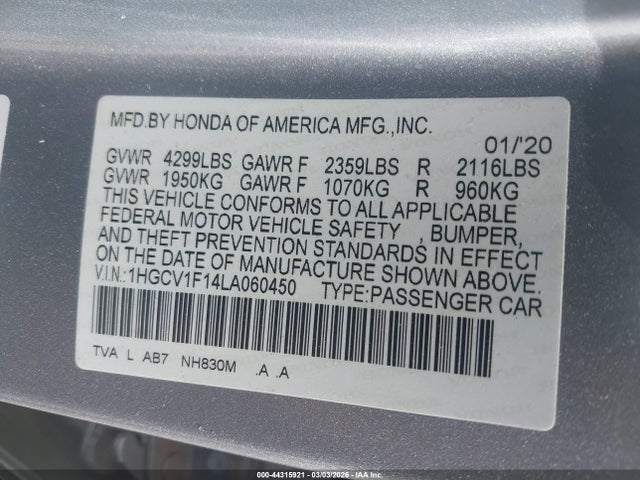 MFD.BY HONDA OF AMERICA MFG.,INC.
01/'20
GVWR 4299LBS GAWR F 2359LBS R 2116LBS
GVWR 1950KG GAWR F 1070KG R 960KG
THIS VEHICLE CONFORMS TO ALL APPLICABLE
FEDERAL MOTOR VEHICLE SAFETY , BUMPER,
AND THEFT PREVENTION STANDARDS IN EFFECT
ON THE DATE OF MANUFACTURE SHOWN ABOVE.
V.I.N.:1HGCV1F14LA060450 TYPE:PASSENGER CAR
TVA L AB7 NH830M .A .A
000-44315921 | 03/03/2026 | IAA Inc.